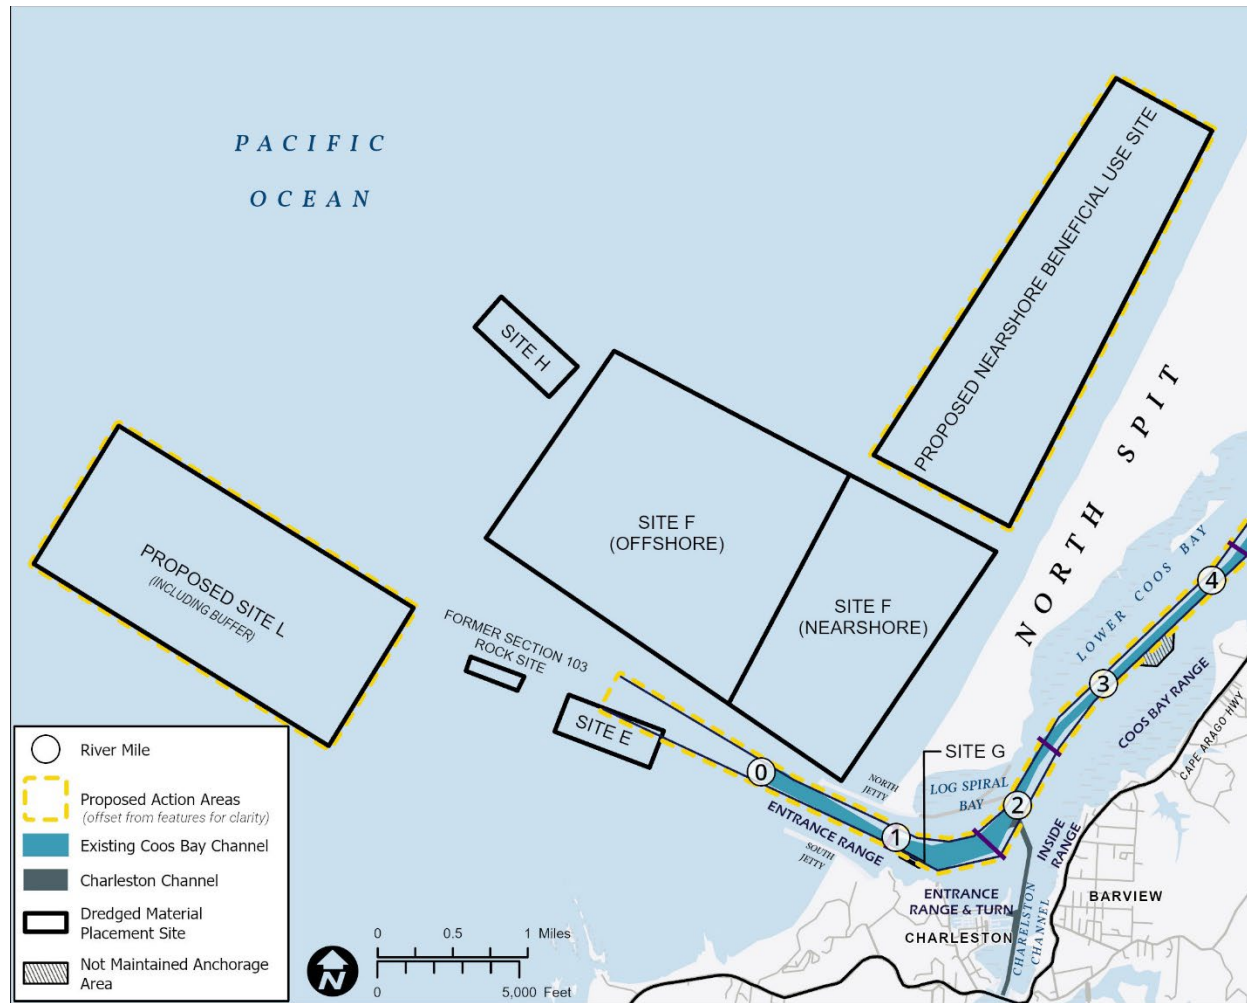 PACIFIC
OCEAN
PROPOSED NEARSHORE BENEFICIAL USE SITE
SITE H
NORTH SPIT
SITE F
(OFFSHORE)
SITE F
(NEARSHORE)
PROPOSED SITE L
(INCLUDING BUFFER)
FORMER SECTION 103
ROCK SITE
SITE E
LOWER COOS BAY
4
3
COOS BAY RANGE
CAPE ARAGO HWY
SITE G
0
NORTH
JETTY
LOG SPIRAL
BAY
2
1
ENTRANCE RANGE
SOUTH
JETTY
INSIDE
RANGE
ENTRANCE
RANGE & TURN
BARVIEW
CHARLESTON
CHARELSTON
CHANNEL
River Mile
Proposed Action Areas
(offset from features for clarity)
Existing Coos Bay Channel
Charleston Channel
Dredged Material
Placement Site
Not Maintained Anchorage
Area
N
0 0.5 1 Miles
0 5,000 Feet